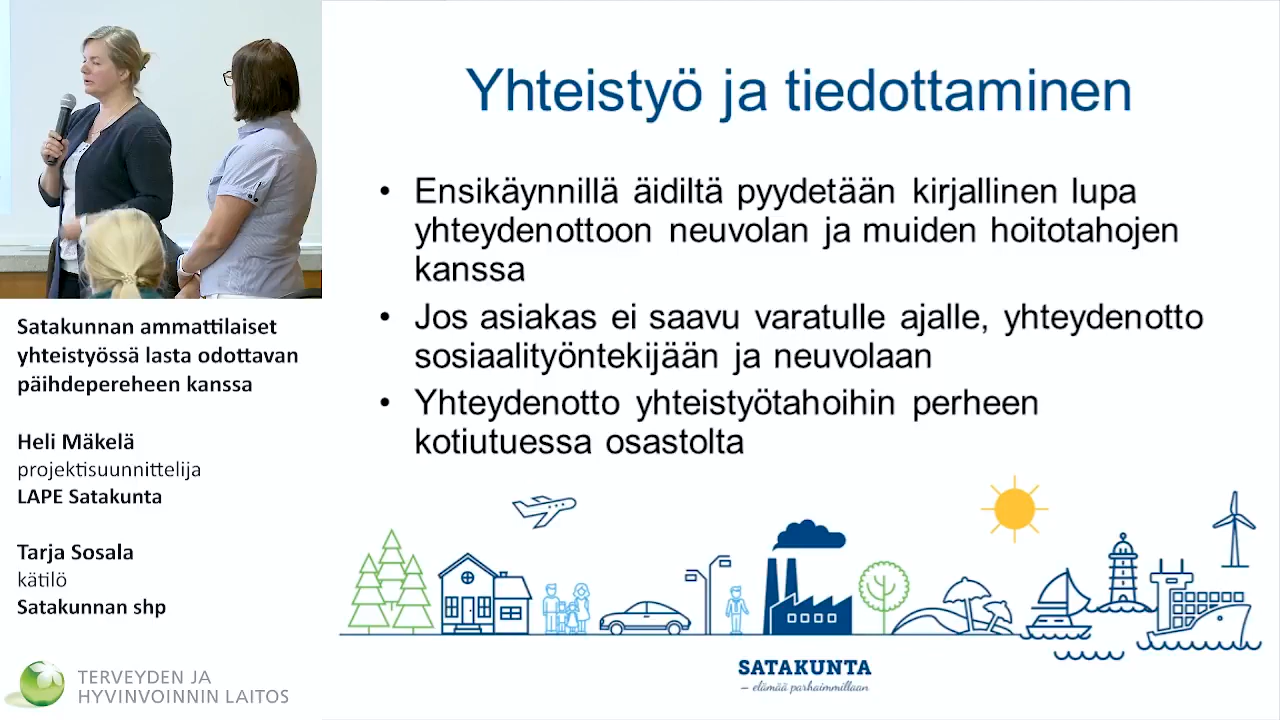 Yhteistyö ja tiedottaminen
• Ensikäynnillä äidiltä pyydetään kirjallinen lupa
yhteydenottoon neuvolan ja muiden hoitotahojen
kanssa
• Jos asiakas ei saavu varatulle ajalle, yhteydenotto
sosiaalityöntekijään ja neuvolaan
• Yhteydenotto yhteistyötahoihin perheen
kotiutuessa osastolta
Satakunnan ammattilaiset
yhteistyössä lasta odottavan
päihdepereheen kanssa
Heli Mäkelä
projektisuunnittelija
LAPE Satakunta
Tarja Sosala
kätilö
Satakunnan shp
TERVEYDEN JA
HYVINVOINNIN LAITOS
SATAKUNTA
– elämää parhaimmillaan